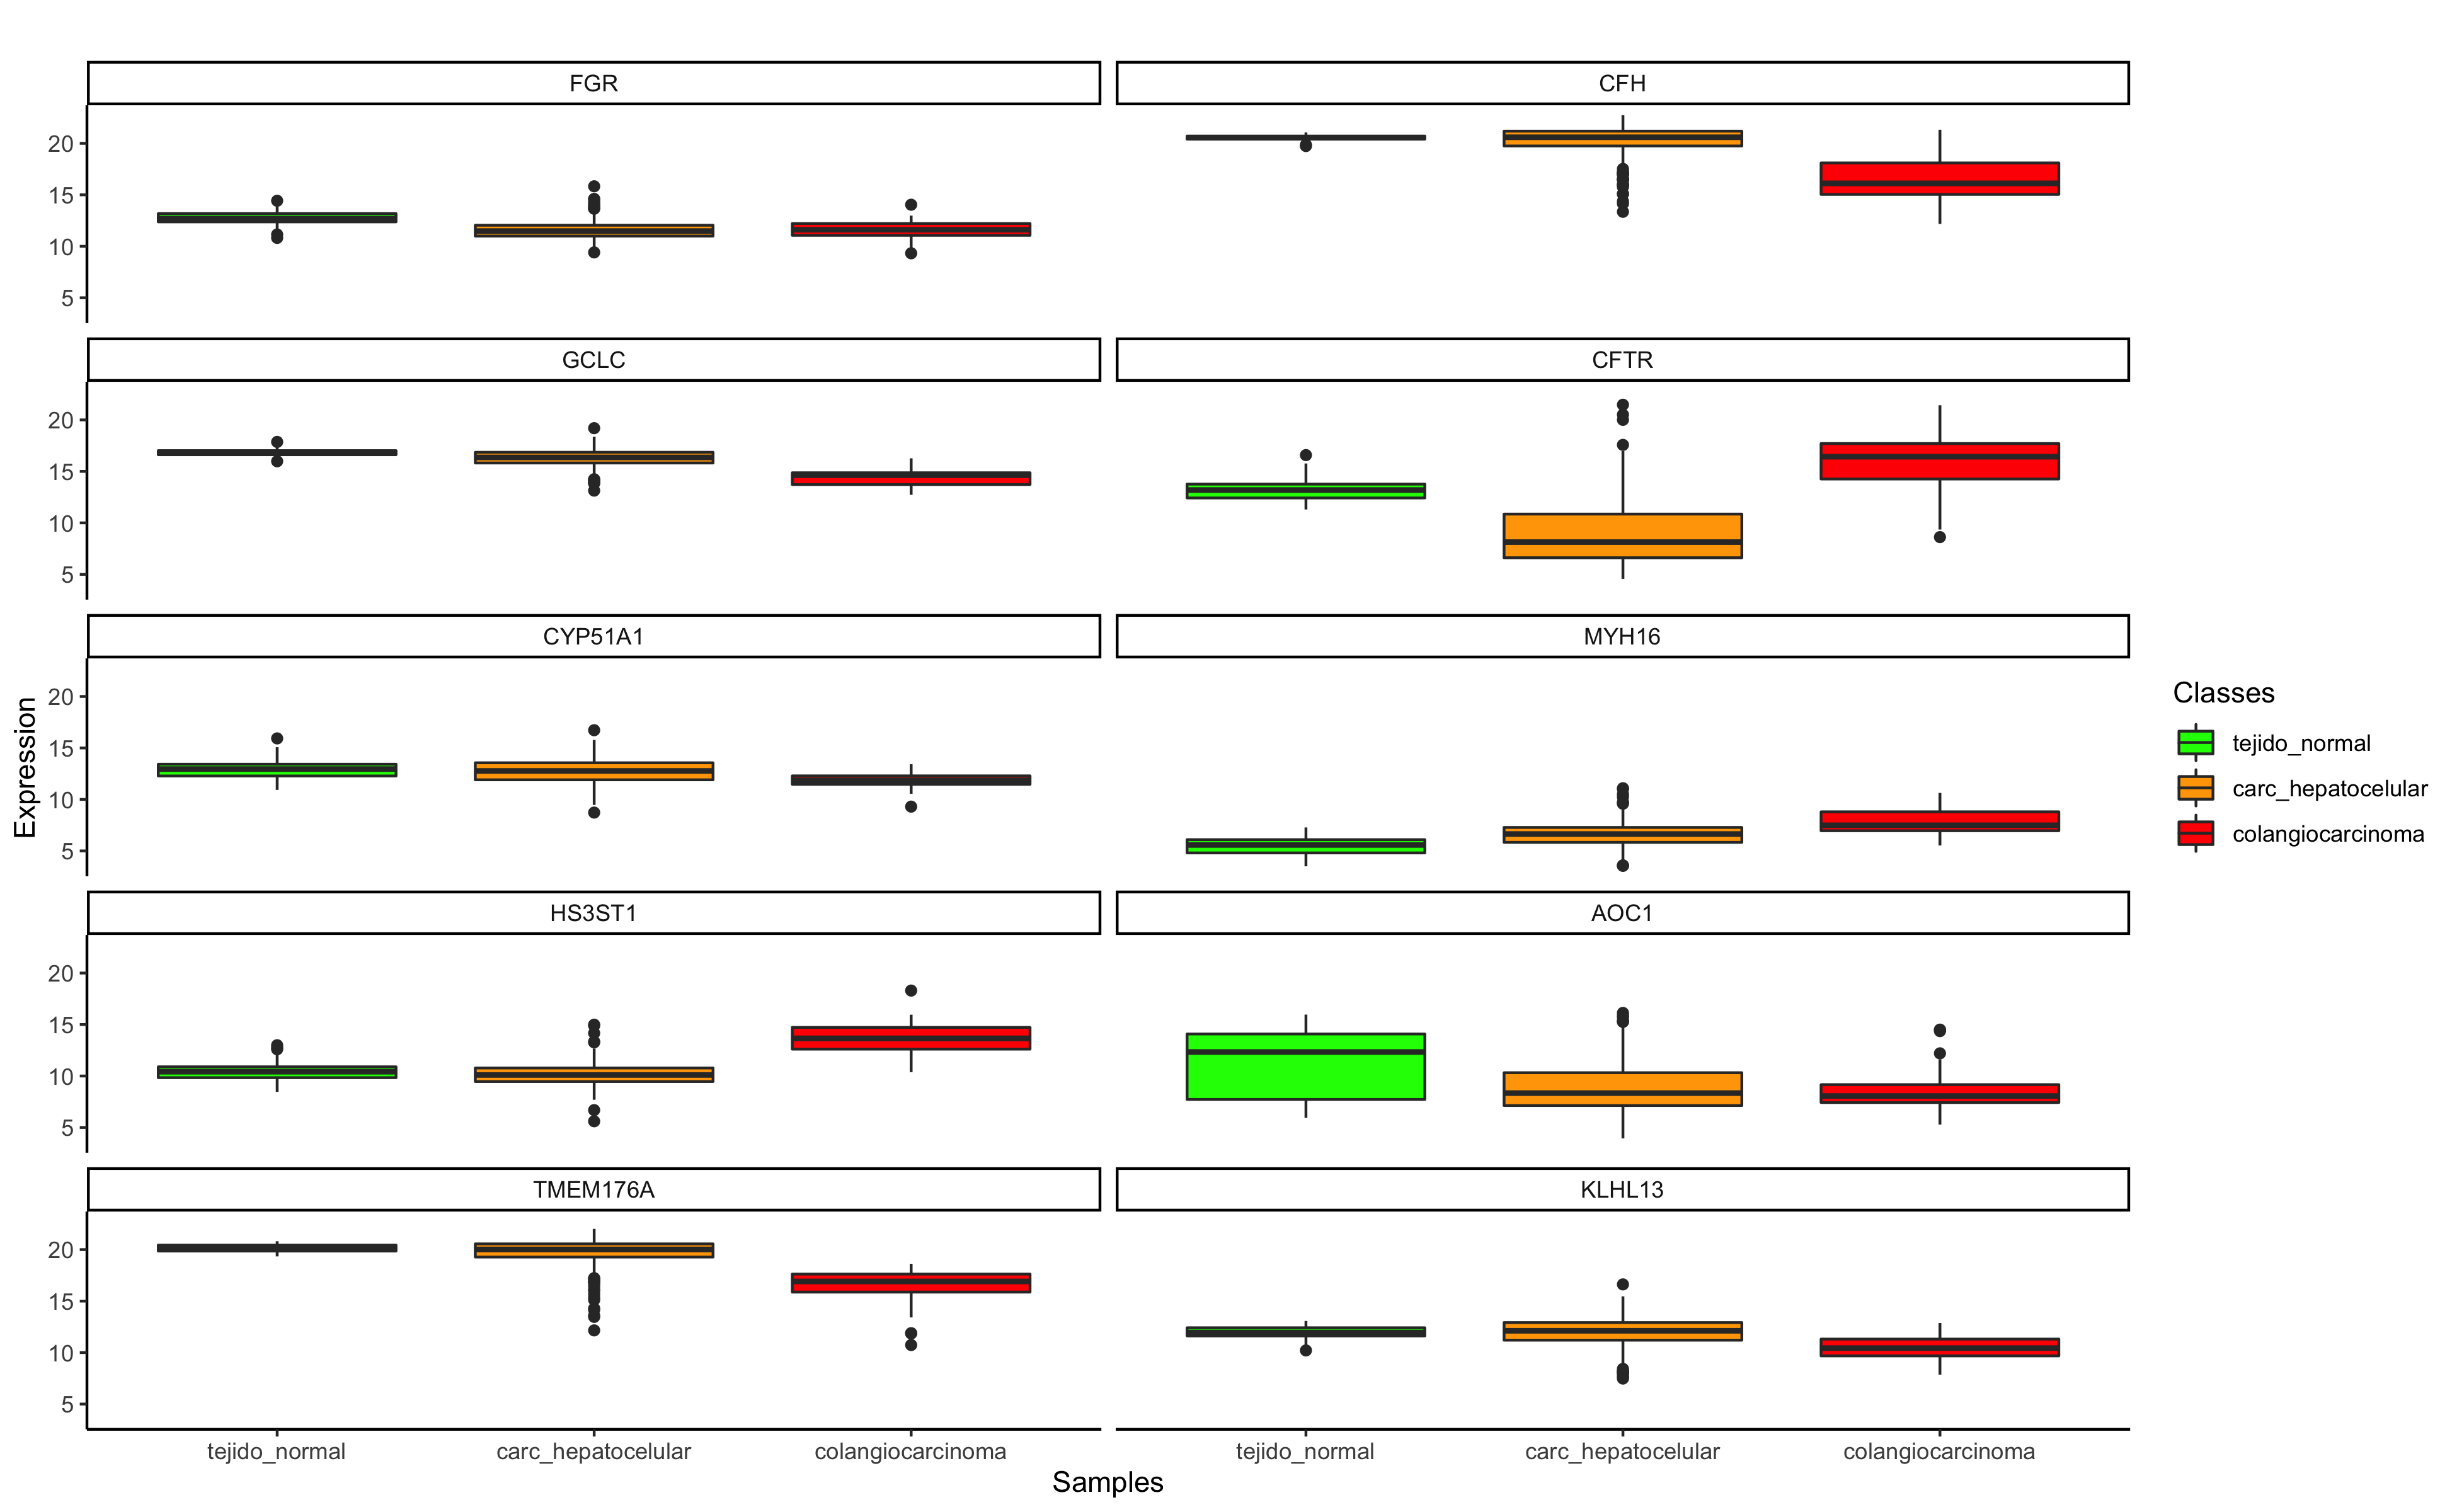 FGR
CFH
20
15
10
5
GCLC
CFTR
20
15
10
5
CYP51A1
MYH16
20
15
10
5
HS3ST1
AOC1
20
15
10
5
TMEM176A
KLHL13
20
15
10
5
tejido_normal carc_hepatocelular colangiocarcinoma
tejido_normal carc_hepatocelular colangiocarcinoma
Samples
Expression
Classes
tejido_normal
carc_hepatocelular
colangiocarcinoma